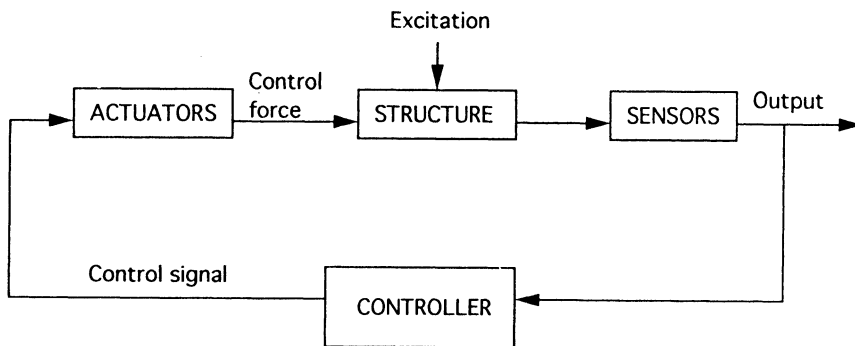 Excitation
ACTUATORS
Control
force
STRUCTURE
SENSORS
Output
Control signal
CONTROLLER